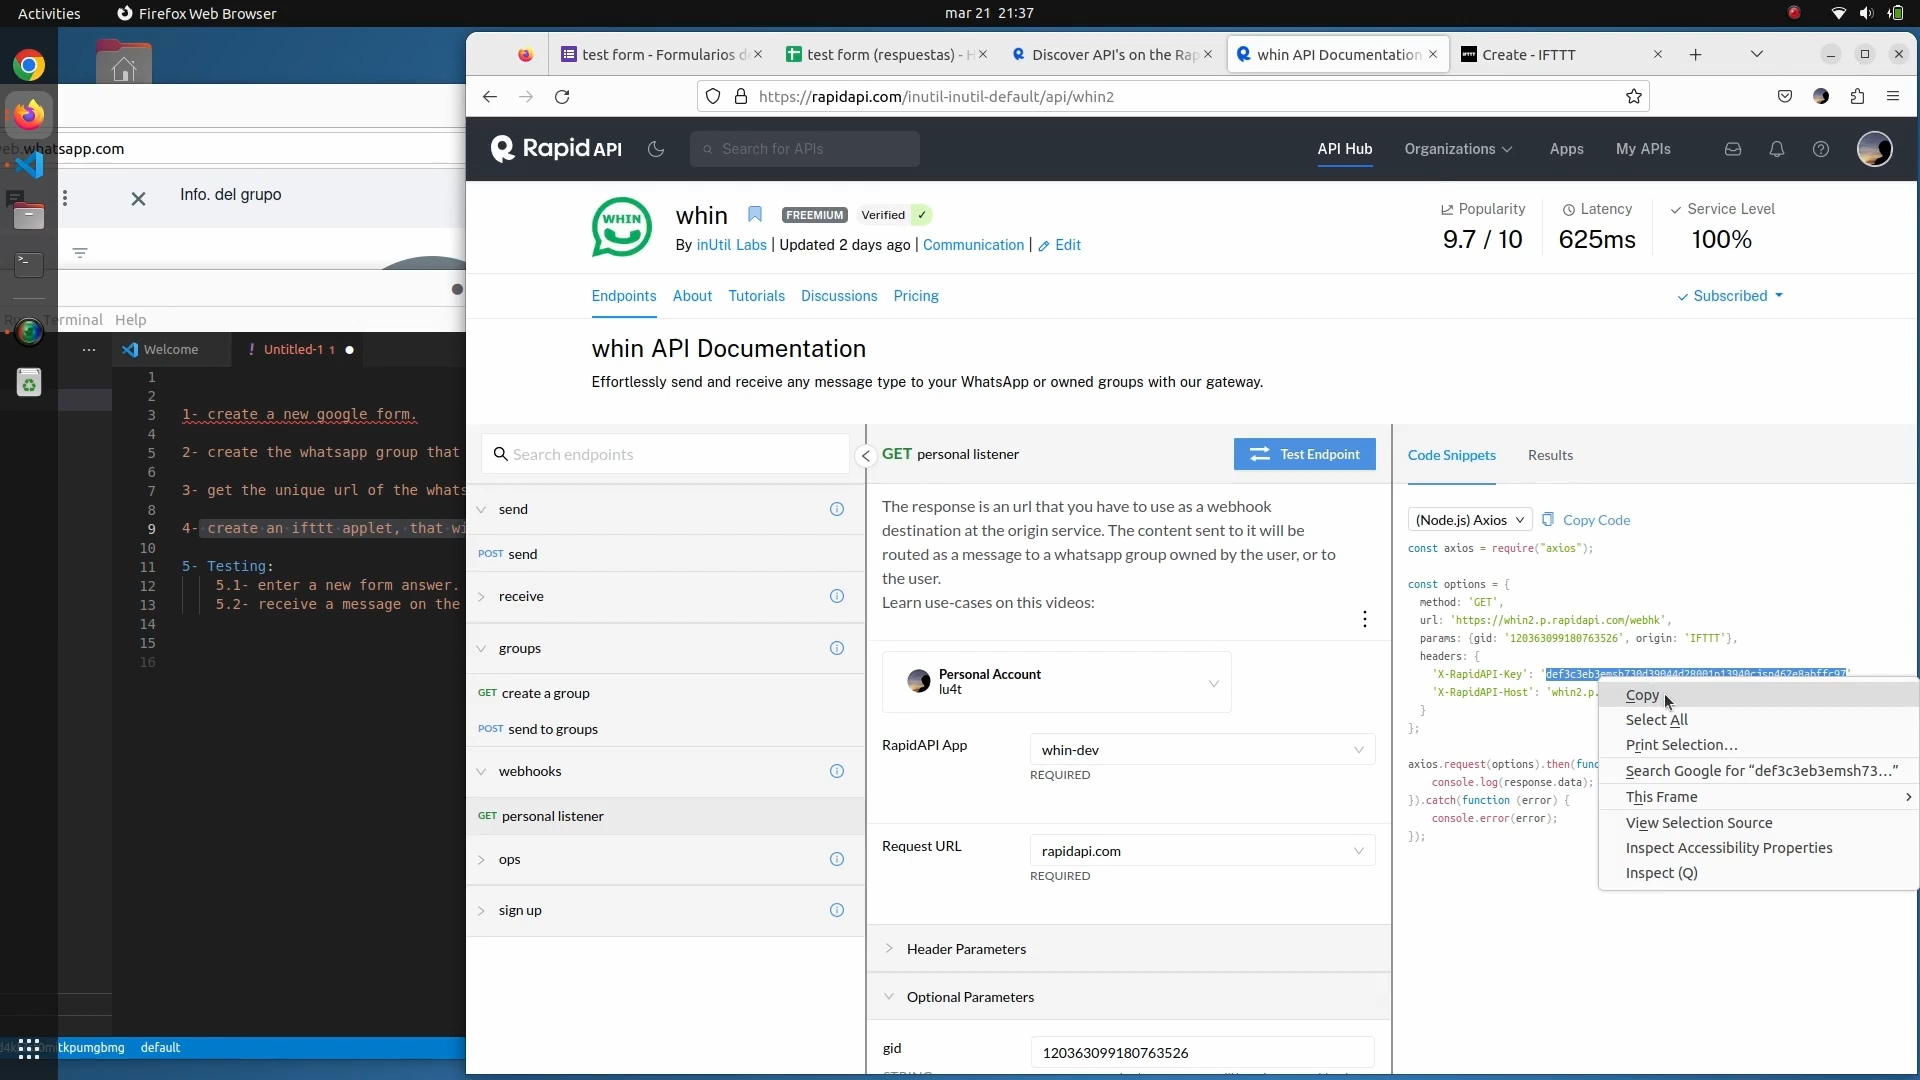 Activities
Firefox Web Browser
mar 21 21:37
test form - Formularios d
test form (respuestas) - H
Discover API's on the Rap
whin API Documentation
Create - IFTTT
https://rapidapi.com/inutil-inutil-default/api/whin2
eb.whatsapp.com
Info. del grupo
Terminal Help
Welcome
! Untitled-1 1
1
2
3 1- create a new google form.
4
5 2- create the whatsapp group that
6
7 3- get the unique url of the whats
8
9 4- create an ifttt applet, that wi
10
11 5- Testing:
12 5.1- enter a new form answer.
13 5.2- receive a message on the
14
15
16
tkpumgbmg default
Rapid API
Search for APIs
API Hub
Organizations
Apps
My APIs
WHIN
whin
FREEMIUM
Verified ✓
By inUtil Labs | Updated 2 days ago | Communication | Edit
Popularity
9.7 / 10
Latency
625ms
Service Level
100%
Endpoints
About
Tutorials
Discussions
Pricing
Subscribed
whin API Documentation
Effortlessly send and receive any message type to your WhatsApp or owned groups with our gateway.
Search endpoints
send
POST send
receive
groups
GET create a group
POST send to groups
webhooks
GET personal listener
ops
sign up
GET personal listener
Test Endpoint
The response is an url that you have to use as a webhook
destination at the origin service. The content sent to it will be
routed as a message to a whatsapp group owned by the user, or to
the user.
Learn use-cases on this videos:
Personal Account
lu4t
RapidAPI App
whin-dev
REQUIRED
Request URL
rapidapi.com
REQUIRED
Header Parameters
Optional Parameters
gid
120363099180763526
STRING
Code Snippets
Results
(Node.js) Axios
Copy Code
const axios = require("axios");
const options = {
method: 'GET',
url: 'https://whin2.p.rapidapi.com/webhk',
params: {gid: '120363099180763526', origin: 'IFTTT'},
headers: {
'X-RapidAPI-Key': 'def3c3eb3emsh730d39044d28001p13940cjsn462e8abffc97'
'X-RapidAPI-Host': 'whin2.p.
}
};
axios.request(options).then(func
console.log(response.data);
}).catch(function (error) {
console.error(error);
});
Copy
Select All
Print Selection…
Search Google for “def3c3eb3emsh73…”
This Frame
View Selection Source
Inspect Accessibility Properties
Inspect (Q)